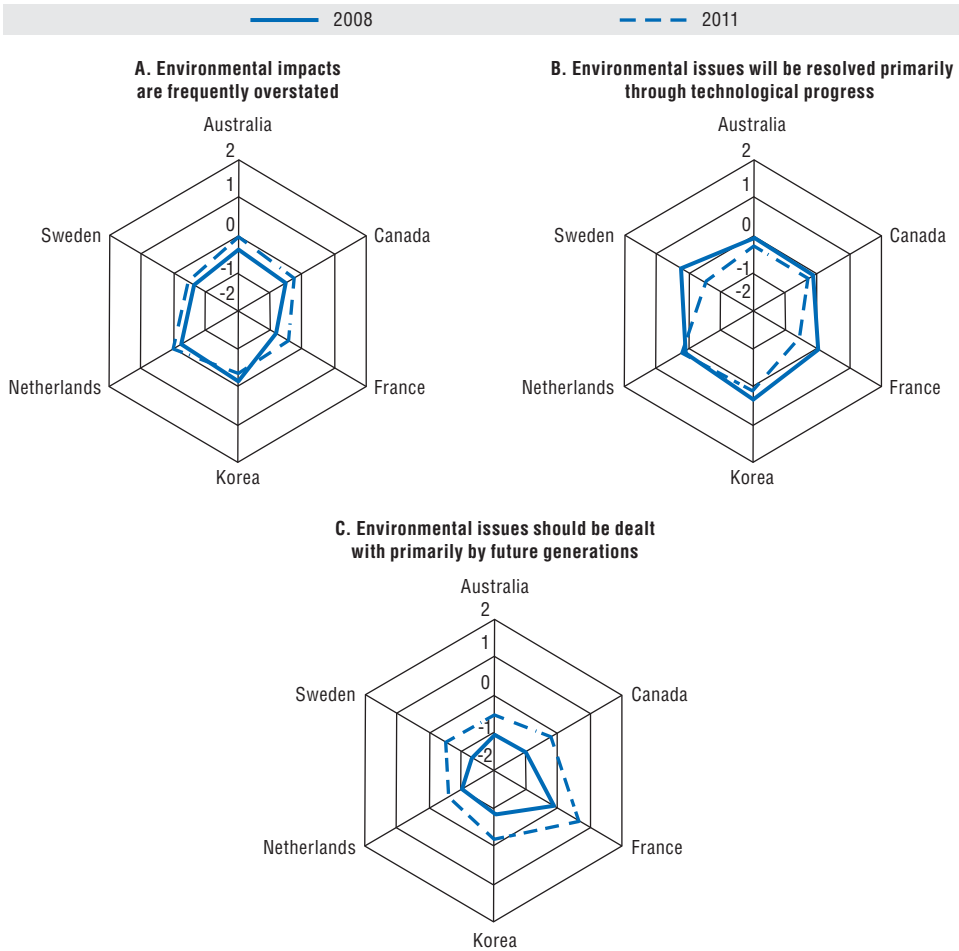 2008 2011
A. Environmental impacts
are frequently overstated
Australia
2
1
0
-1
-2
Sweden
Canada
Netherlands
France
Korea
B. Environmental issues will be resolved primarily
through technological progress
Australia
2
1
0
-1
-2
Sweden
Canada
Netherlands
France
Korea
C. Environmental issues should be dealt
with primarily by future generations
Australia
2
1
0
-1
-2
Sweden
Canada
Netherlands
France
Korea